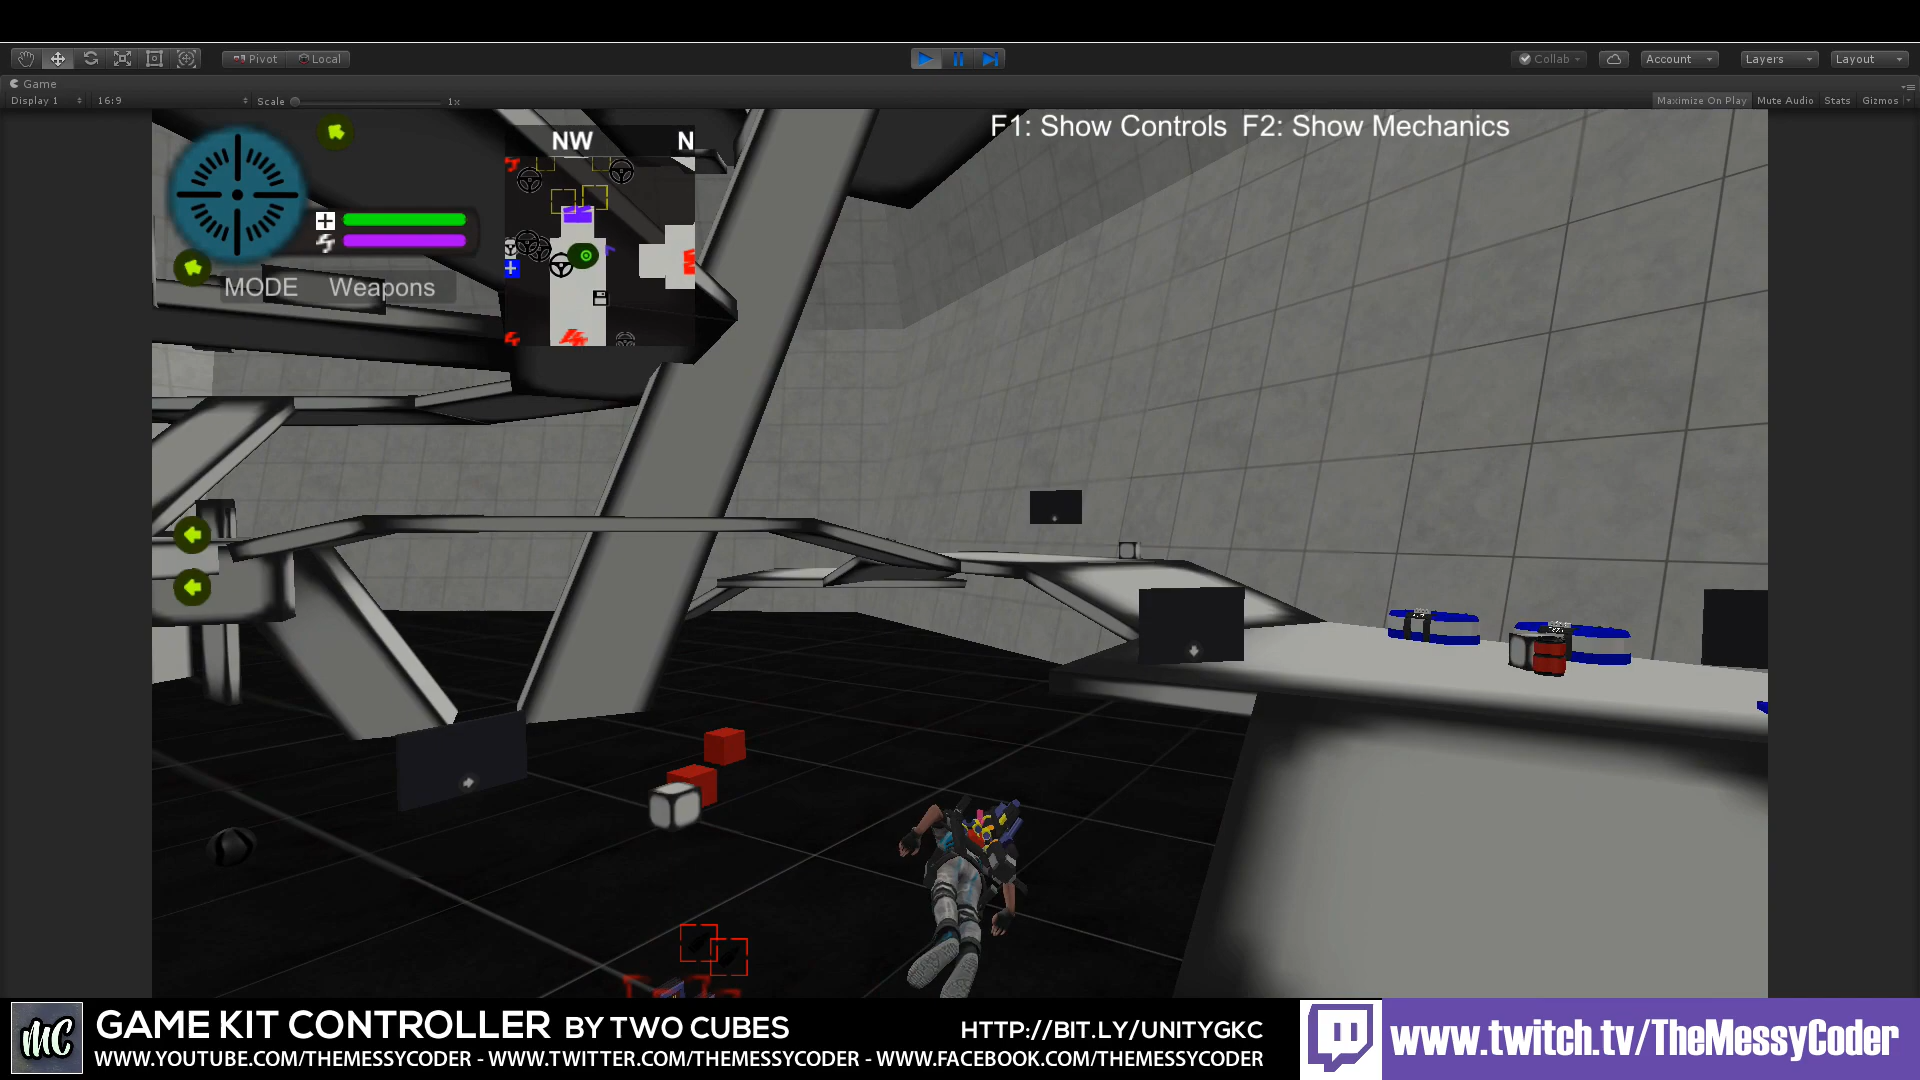 Pivot Local Collab Account Layers Layout
Game
Display 1 16:9 Scale 1x Maximize On Play Mute Audio Stats Gizmos
F1: Show Controls F2: Show Mechanics
NW N
MODE Weapons
MC
GAME KIT CONTROLLER BY TWO CUBES HTTP://BIT.LY/UNITYGKC
WWW.YOUTUBE.COM/THEMESSYCODER - WWW.TWITTER.COM/THEMESSYCODER - WWW.FACEBOOK.COM/THEMESSYCODER
www.twitch.tv/TheMessyCoder